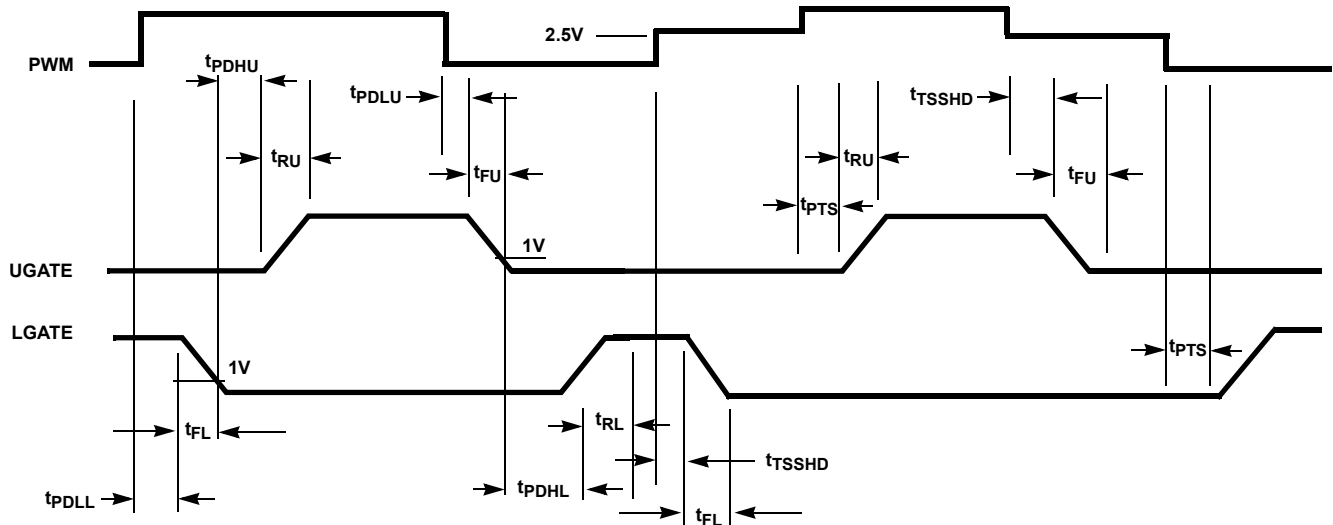 2.5V
PWM
tPDHU
tPDLU
tTSSHD
tRU
tRU
tFU
tFU
tPTS
1V
UGATE
LGATE
tPTS
1V
tRL
tFL
tTSSHD
tPDHL
tPDLL
tFL